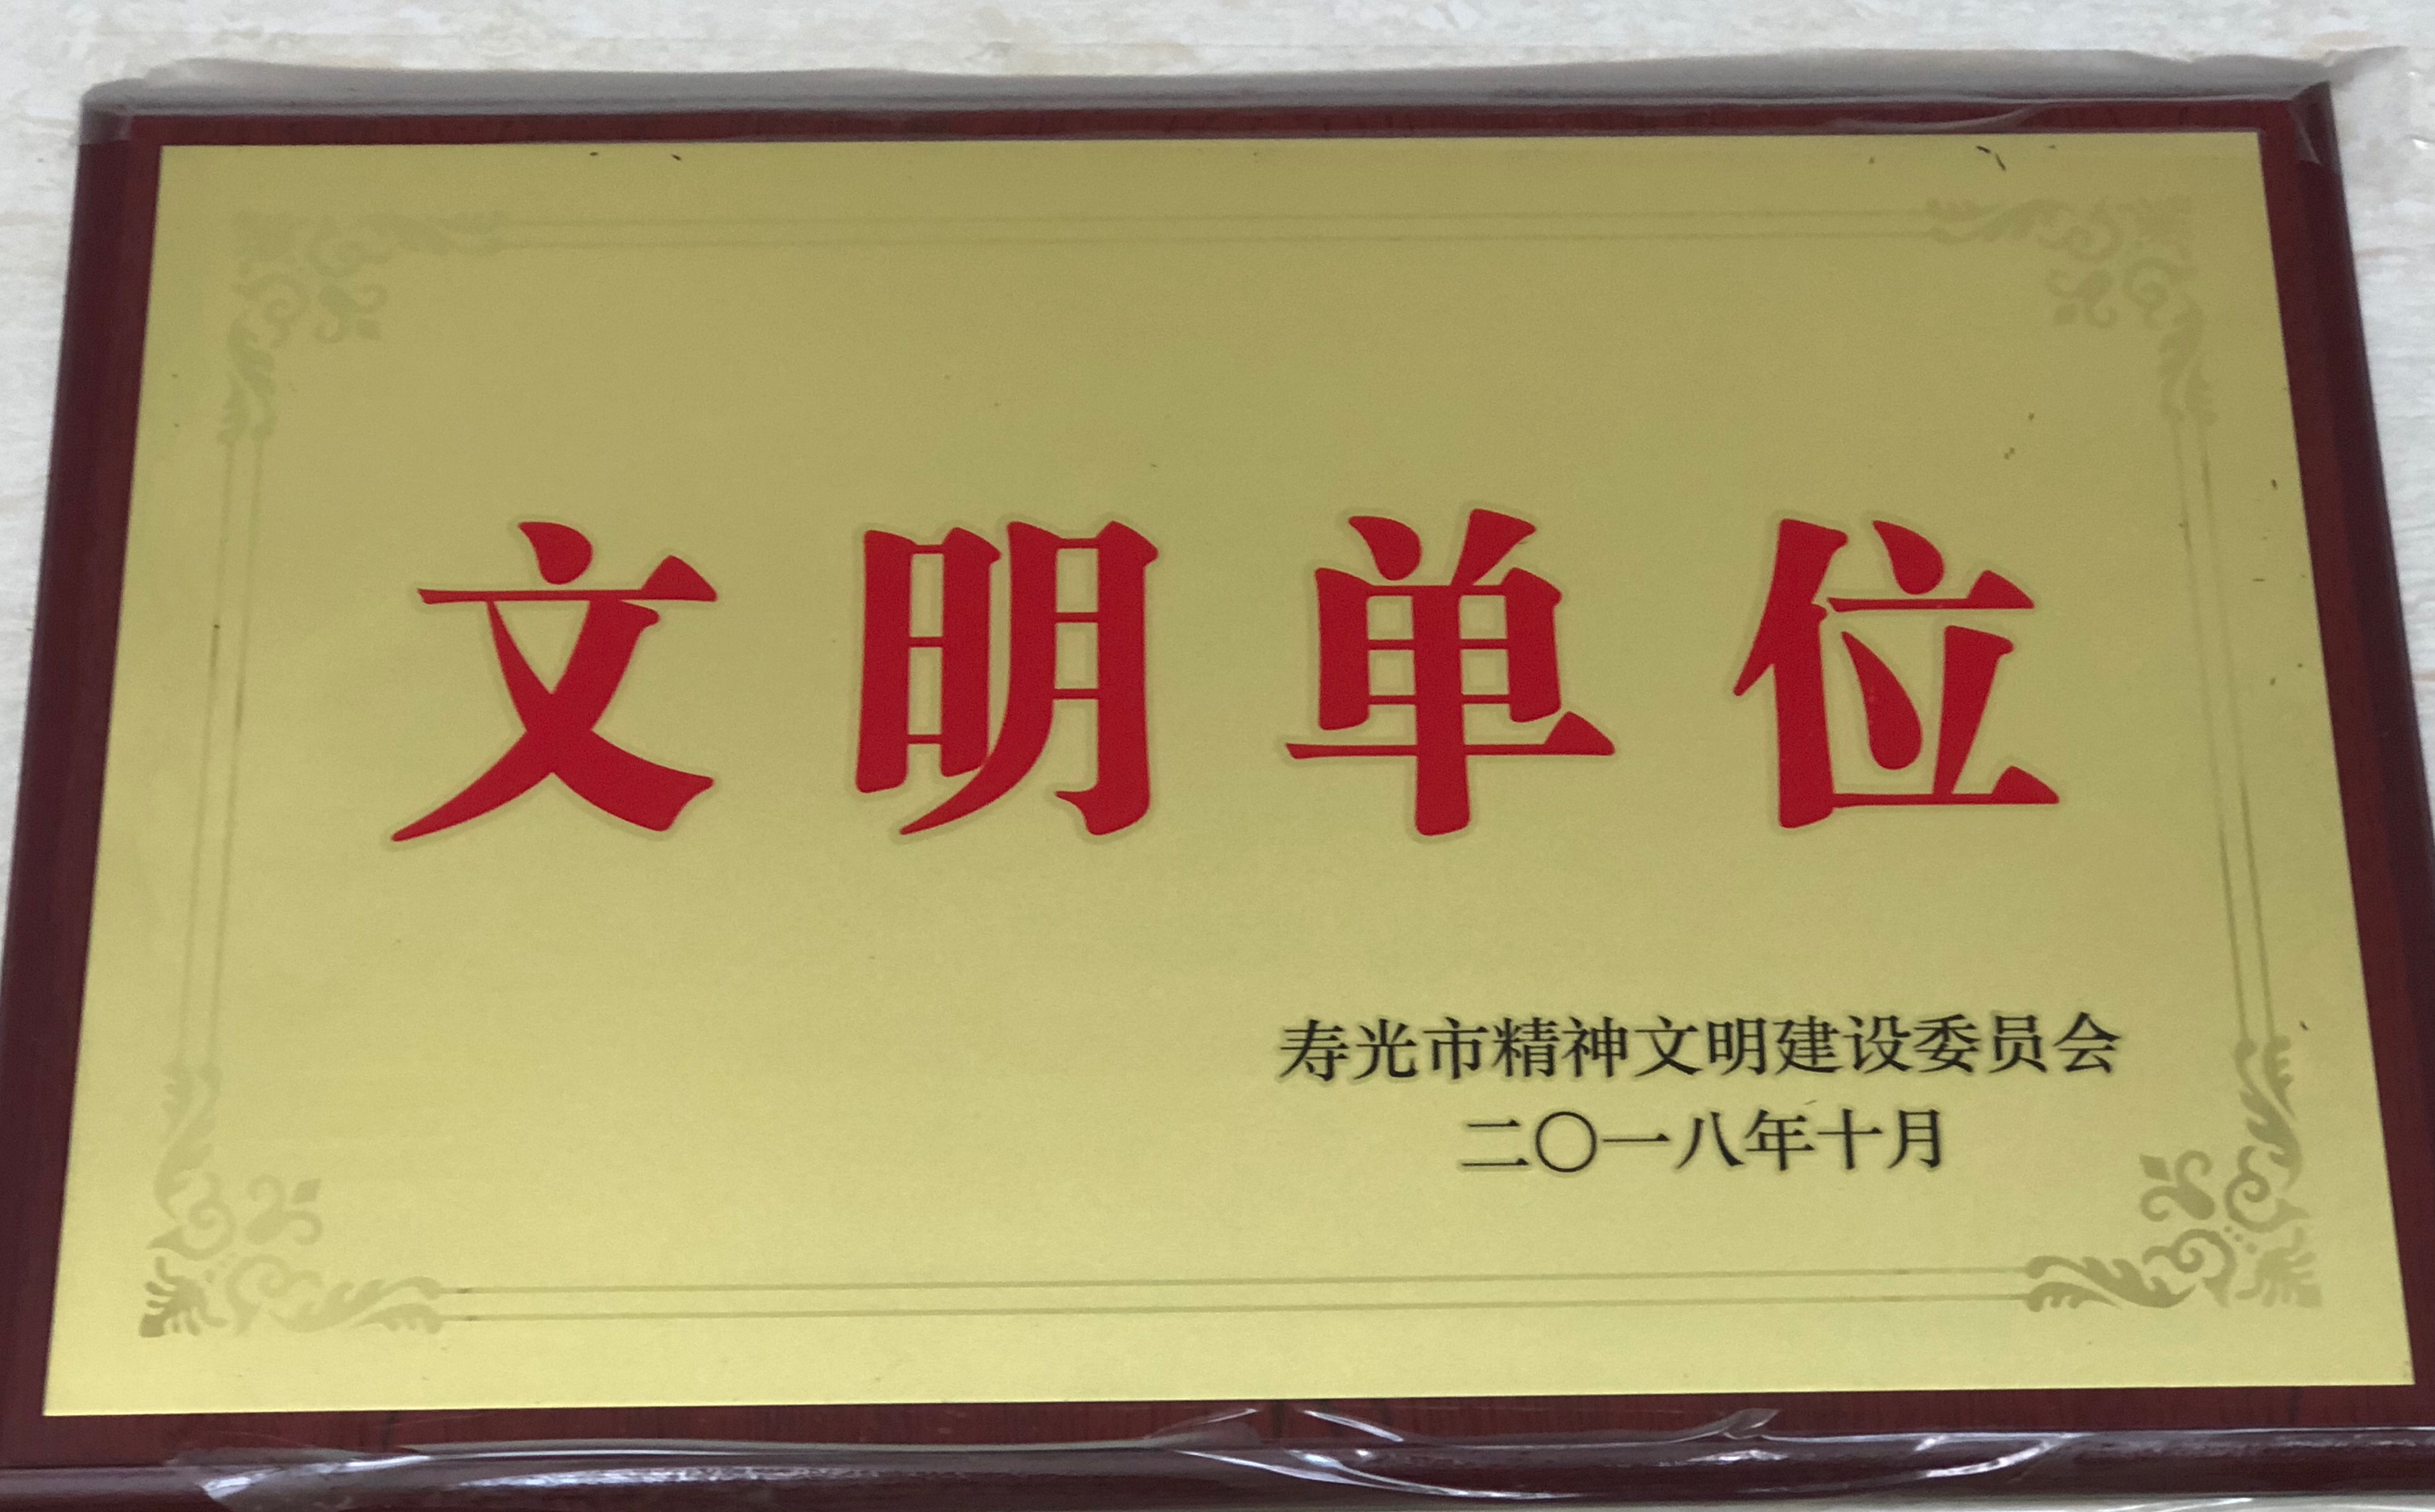 文明单位
寿光市精神文明建设委员会
二〇一八年十月